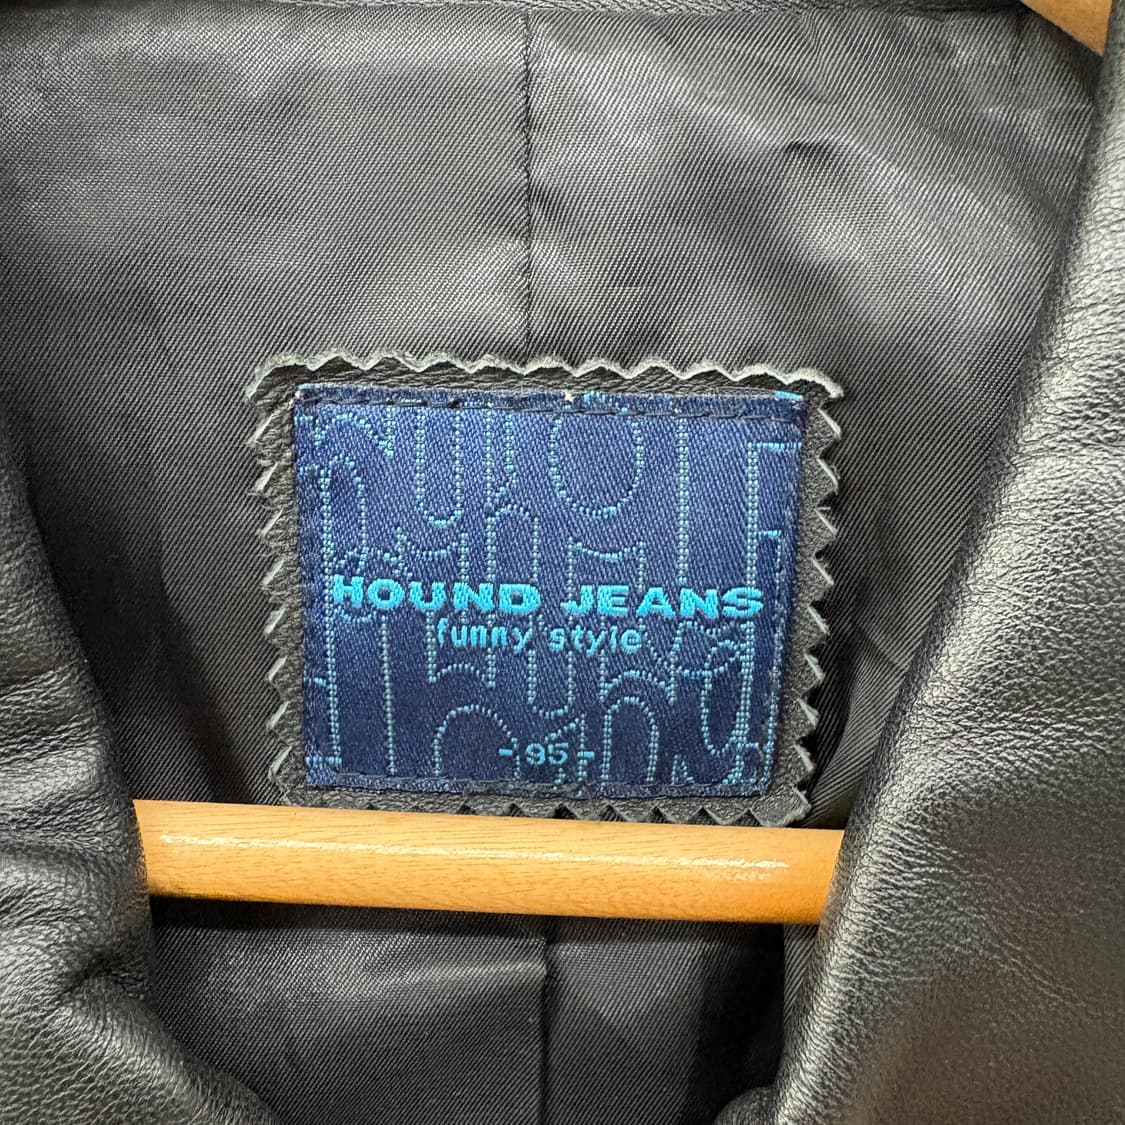 HOUND JEANS
funny style
- 95 -